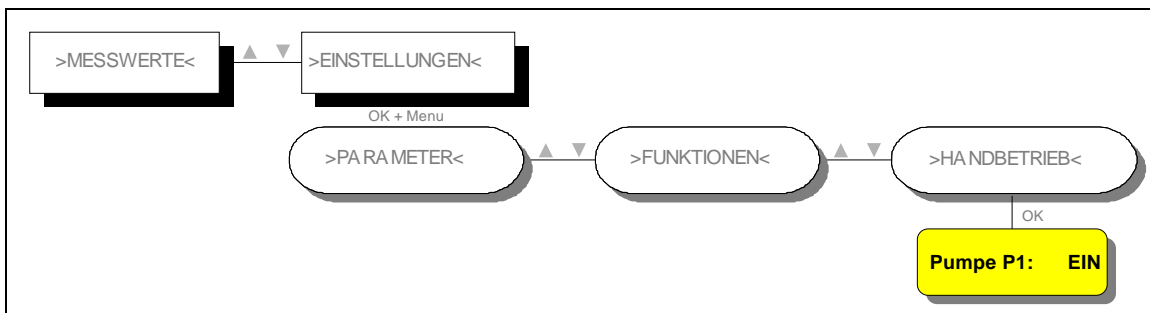 >MESSWERTE< ▲ ▼ >EINSTELLUNGEN<
OK + Menu
>PARAMETER< ▲ ▼ >FUNKTIONEN< ▲ ▼ >HANDBETRIEB<
OK
Pumpe P1: EIN